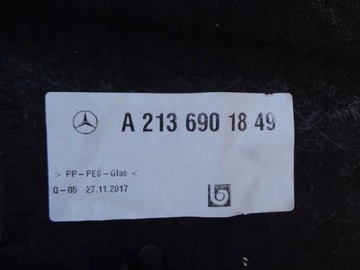 A 213 690 18 49
> PP-PES-Glas <
Q-05 27.11.2017